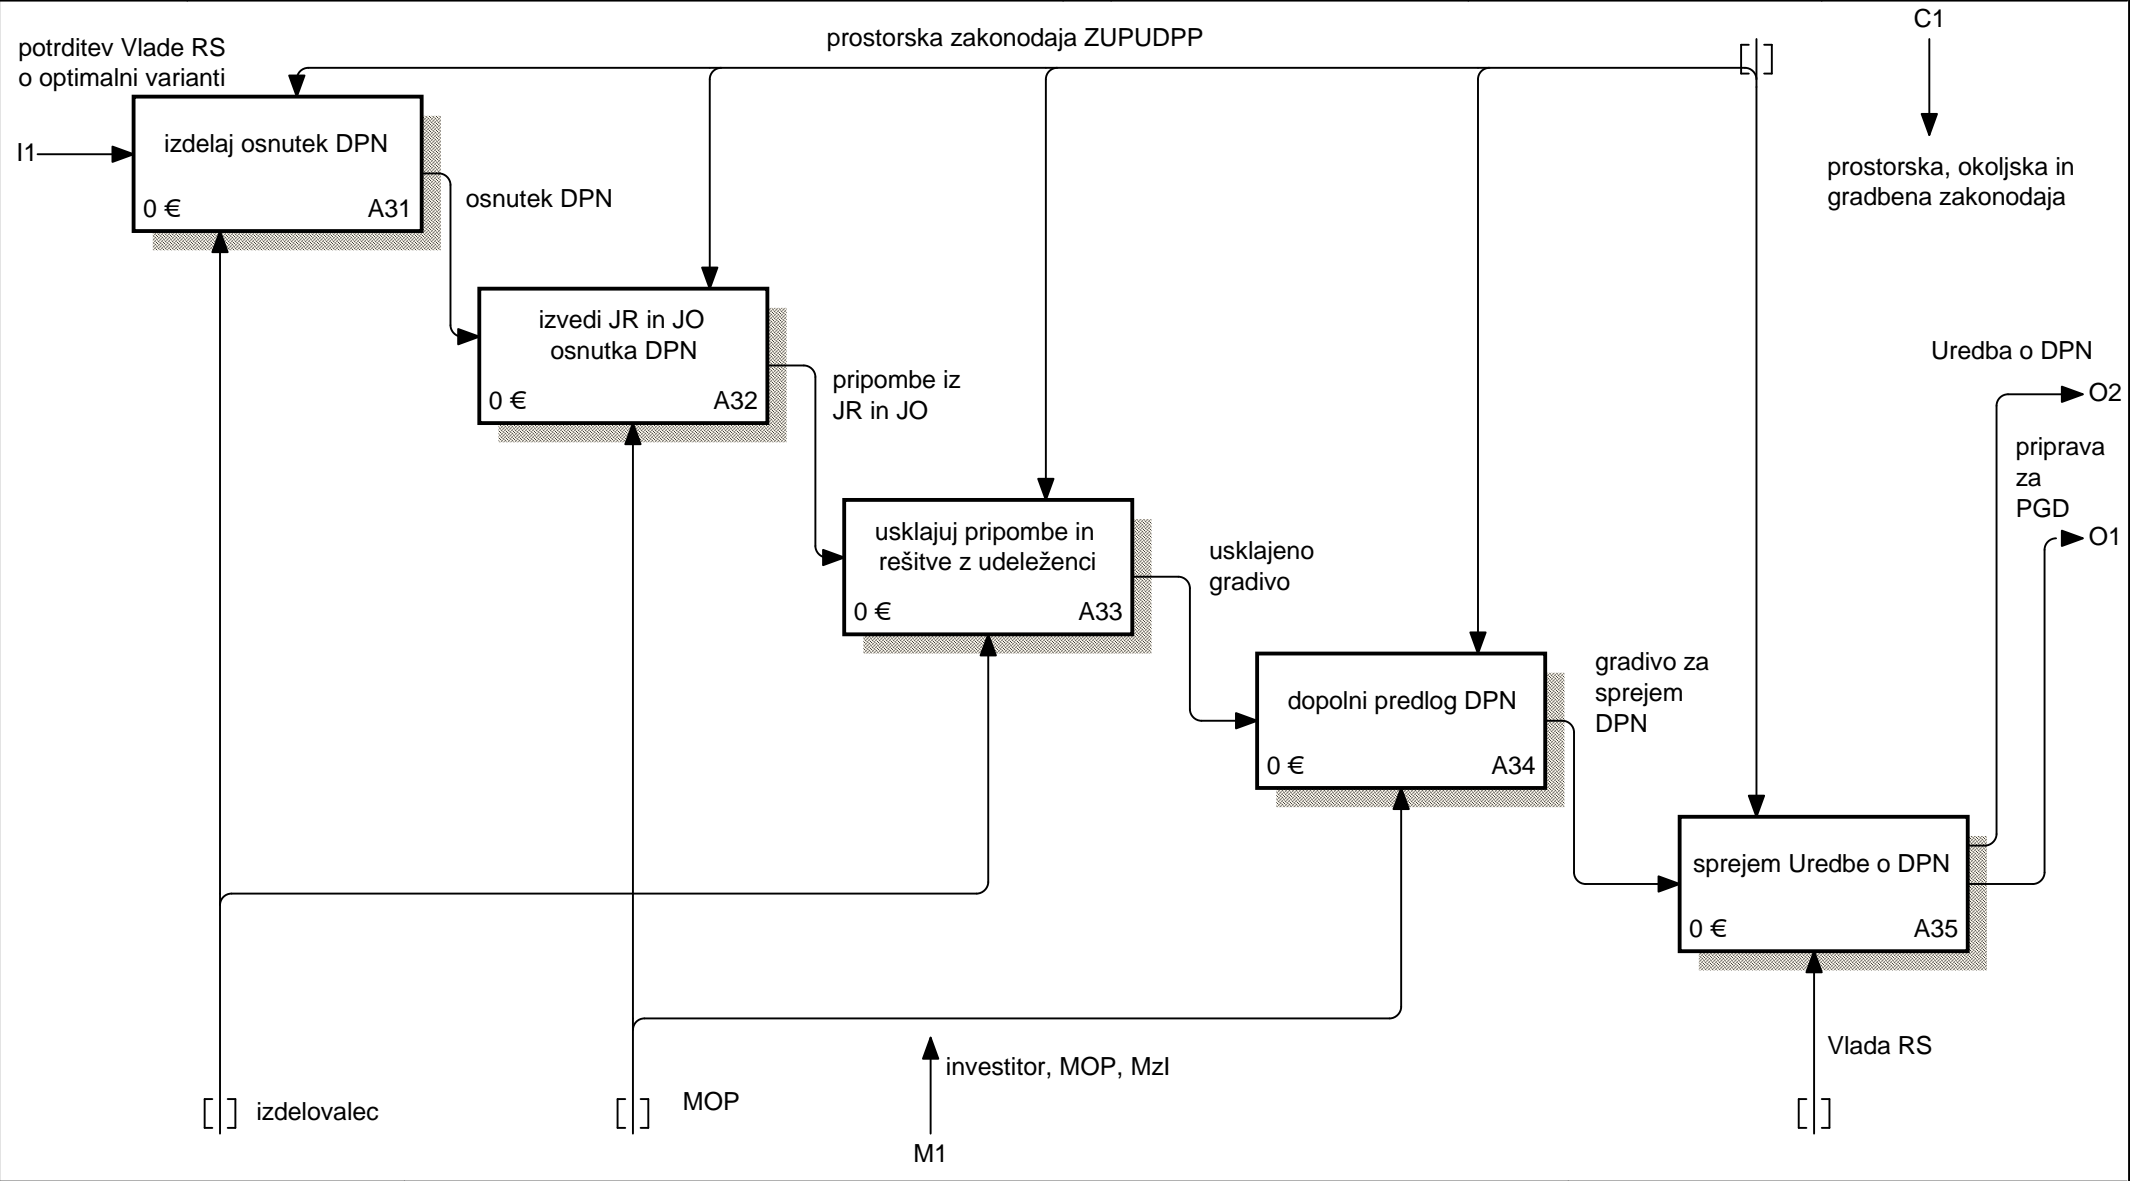 C1
potrditev Vlade RS
o optimalni varianti
prostorska zakonodaja ZUPUDPP
I1
izdelaj osnutek DPN
0 €
A31
osnutek DPN
prostorska, okoljska in
gradbena zakonodaja
izvedi JR in JO
osnutka DPN
0 €
A32
pripombe iz
JR in JO
Uredba o DPN
O2
priprava
za
PGD
O1
usklajuj pripombe in
rešitve z udeleženci
0 €
A33
usklajeno
gradivo
dopolni predlog DPN
0 €
A34
gradivo za
sprejem
DPN
sprejem Uredbe o DPN
0 €
A35
Vlada RS
investitor, MOP, MzI
izdelovalec
MOP
M1